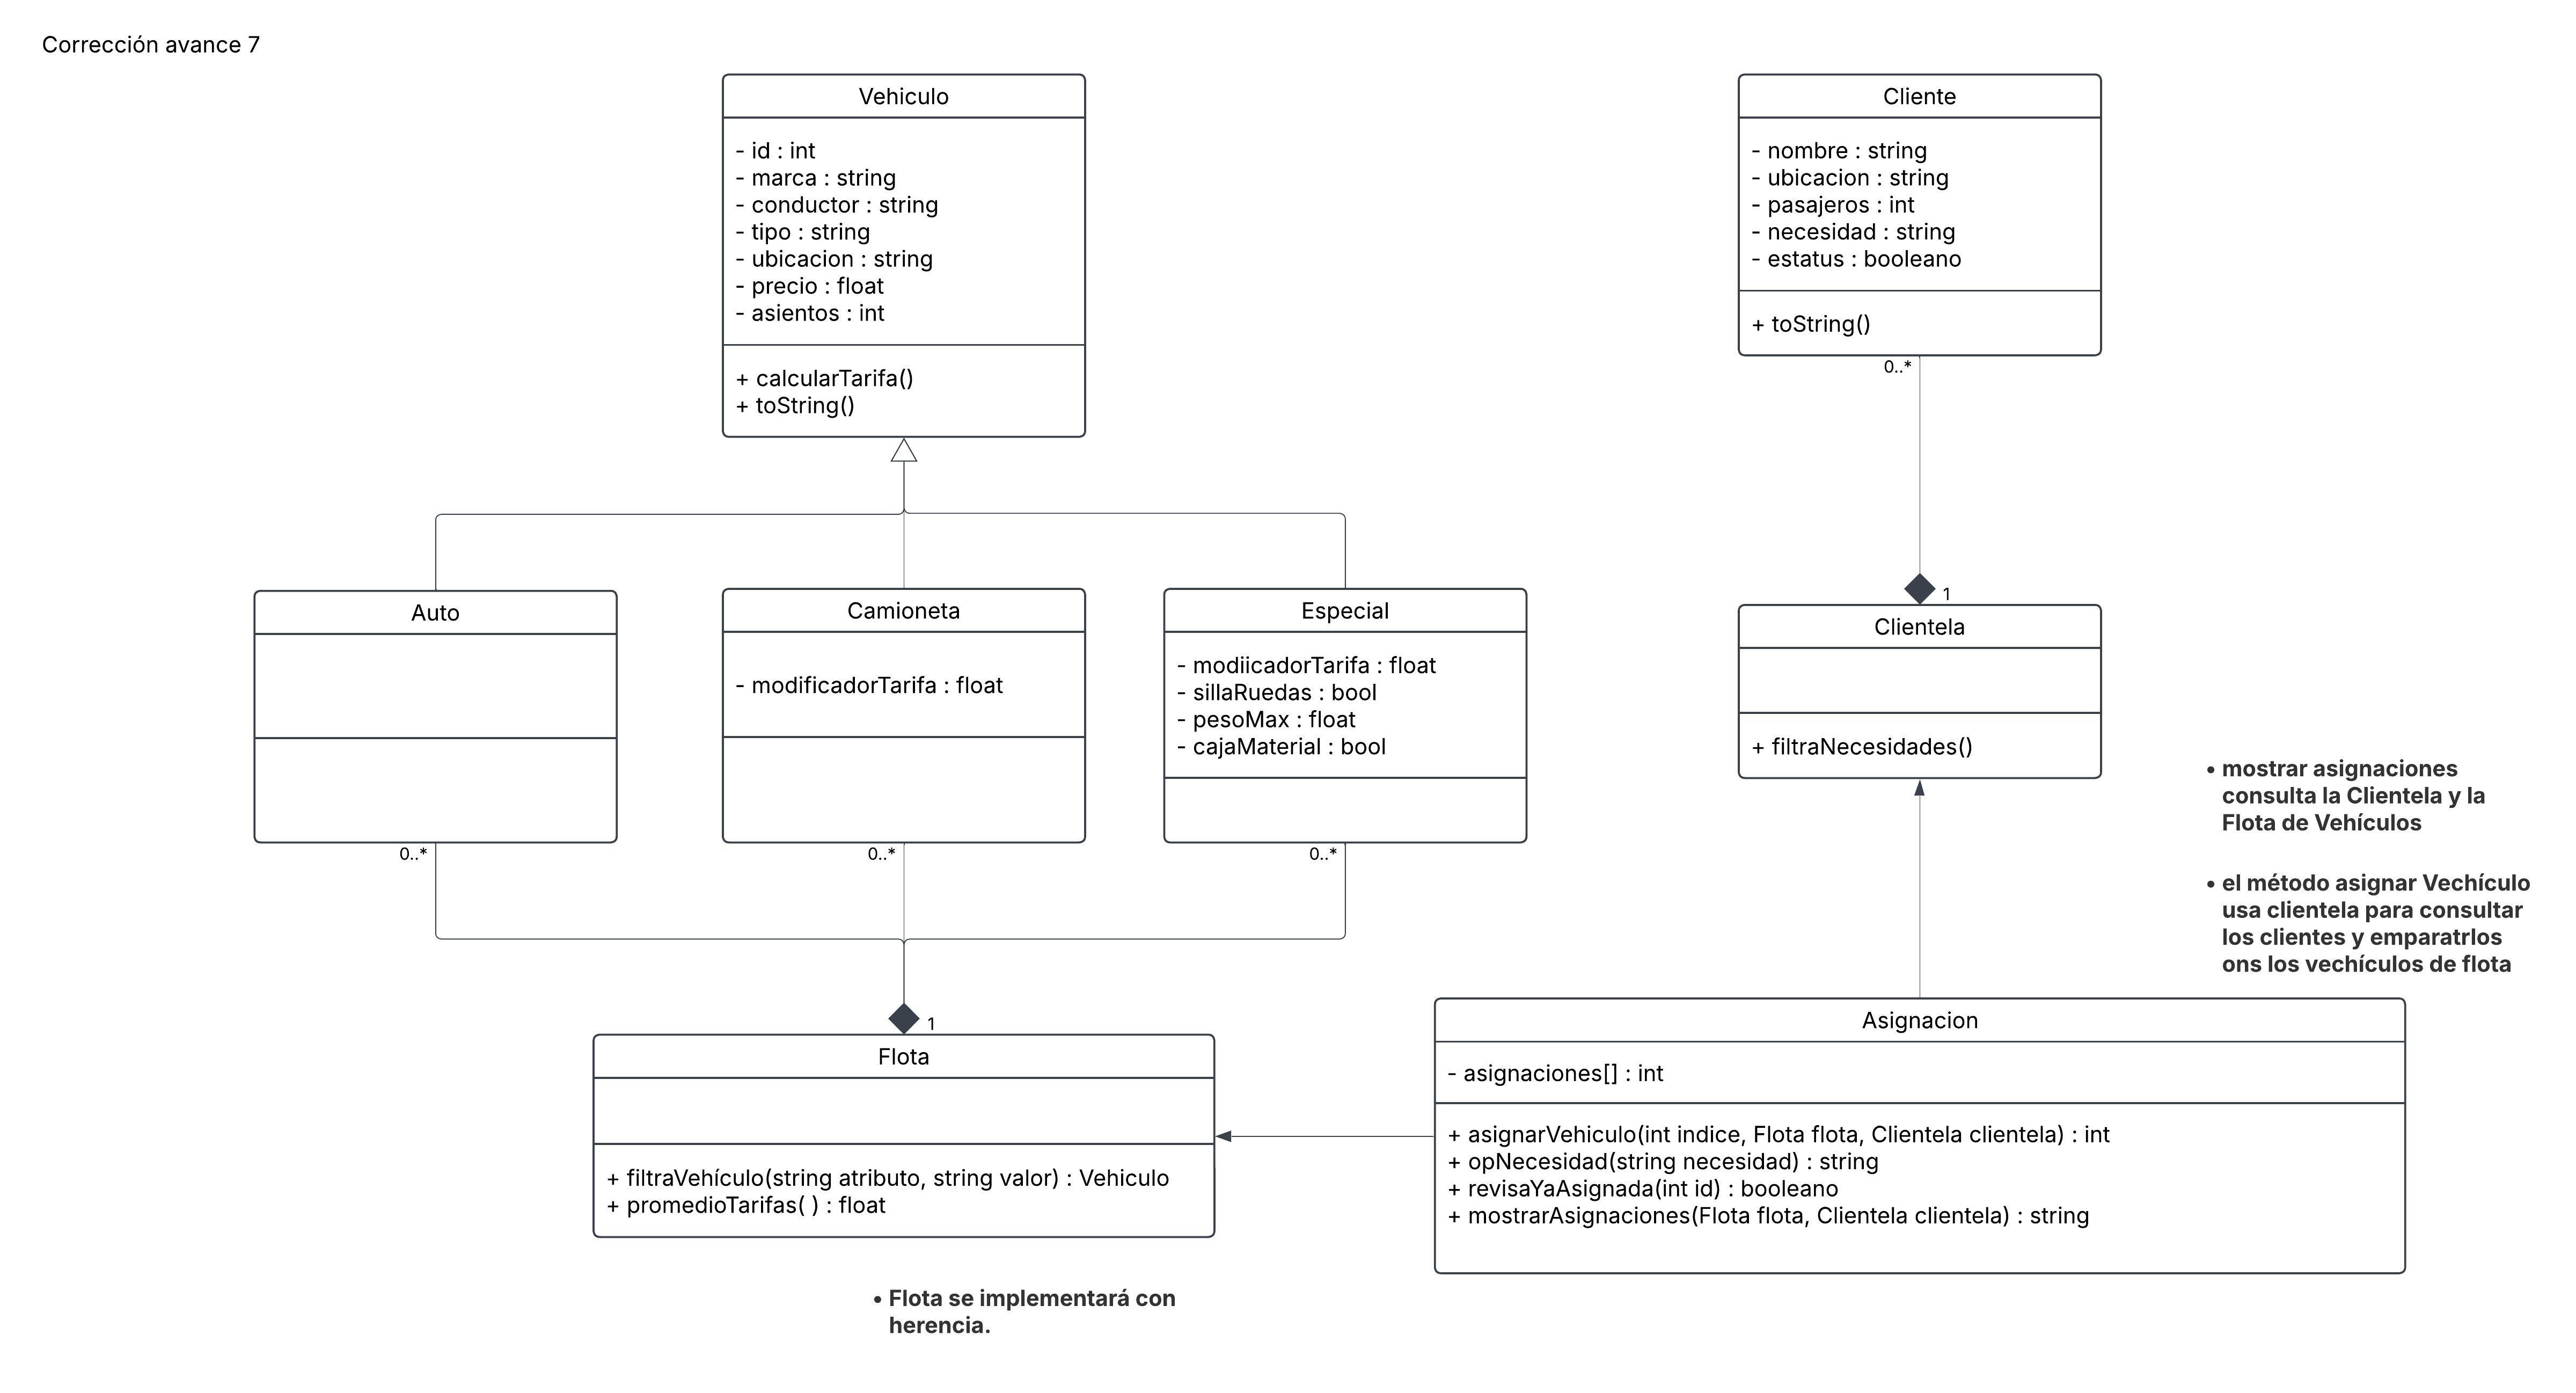 Corrección avance 7
Vehiculo
- id : int
- marca : string
- conductor : string
- tipo : string
- ubicacion : string
- precio : float
- asientos : int
+ calcularTarifa()
+ toString()
Cliente
- nombre : string
- ubicacion : string
- pasajeros : int
- necesidad : string
- estatus : booleano
+ toString()
0..*
Auto
Camioneta
- modificadorTarifa : float
Especial
- modiicadorTarifa : float
- sillaRuedas : bool
- pesoMax : float
- cajaMaterial : bool
1
Clientela
+ filtraNecesidades()
0..*
0..*
0..*
• mostrar asignaciones
consulta la Clientela y la
Flota de Vehículos
• el método asignar Vechículo
usa clientela para consultar
los clientes y emparatrlos
ons los vechículos de flota
1
Flota
+ filtraVehículo(string atributo, string valor) : Vehiculo
+ promedioTarifas( ) : float
Asignacion
- asignaciones[] : int
+ asignarVehiculo(int indice, Flota flota, Clientela clientela) : int
+ opNecesidad(string necesidad) : string
+ revisaYaAsignada(int id) : booleano
+ mostrarAsignaciones(Flota flota, Clientela clientela) : string
• Flota se implementará con
herencia.